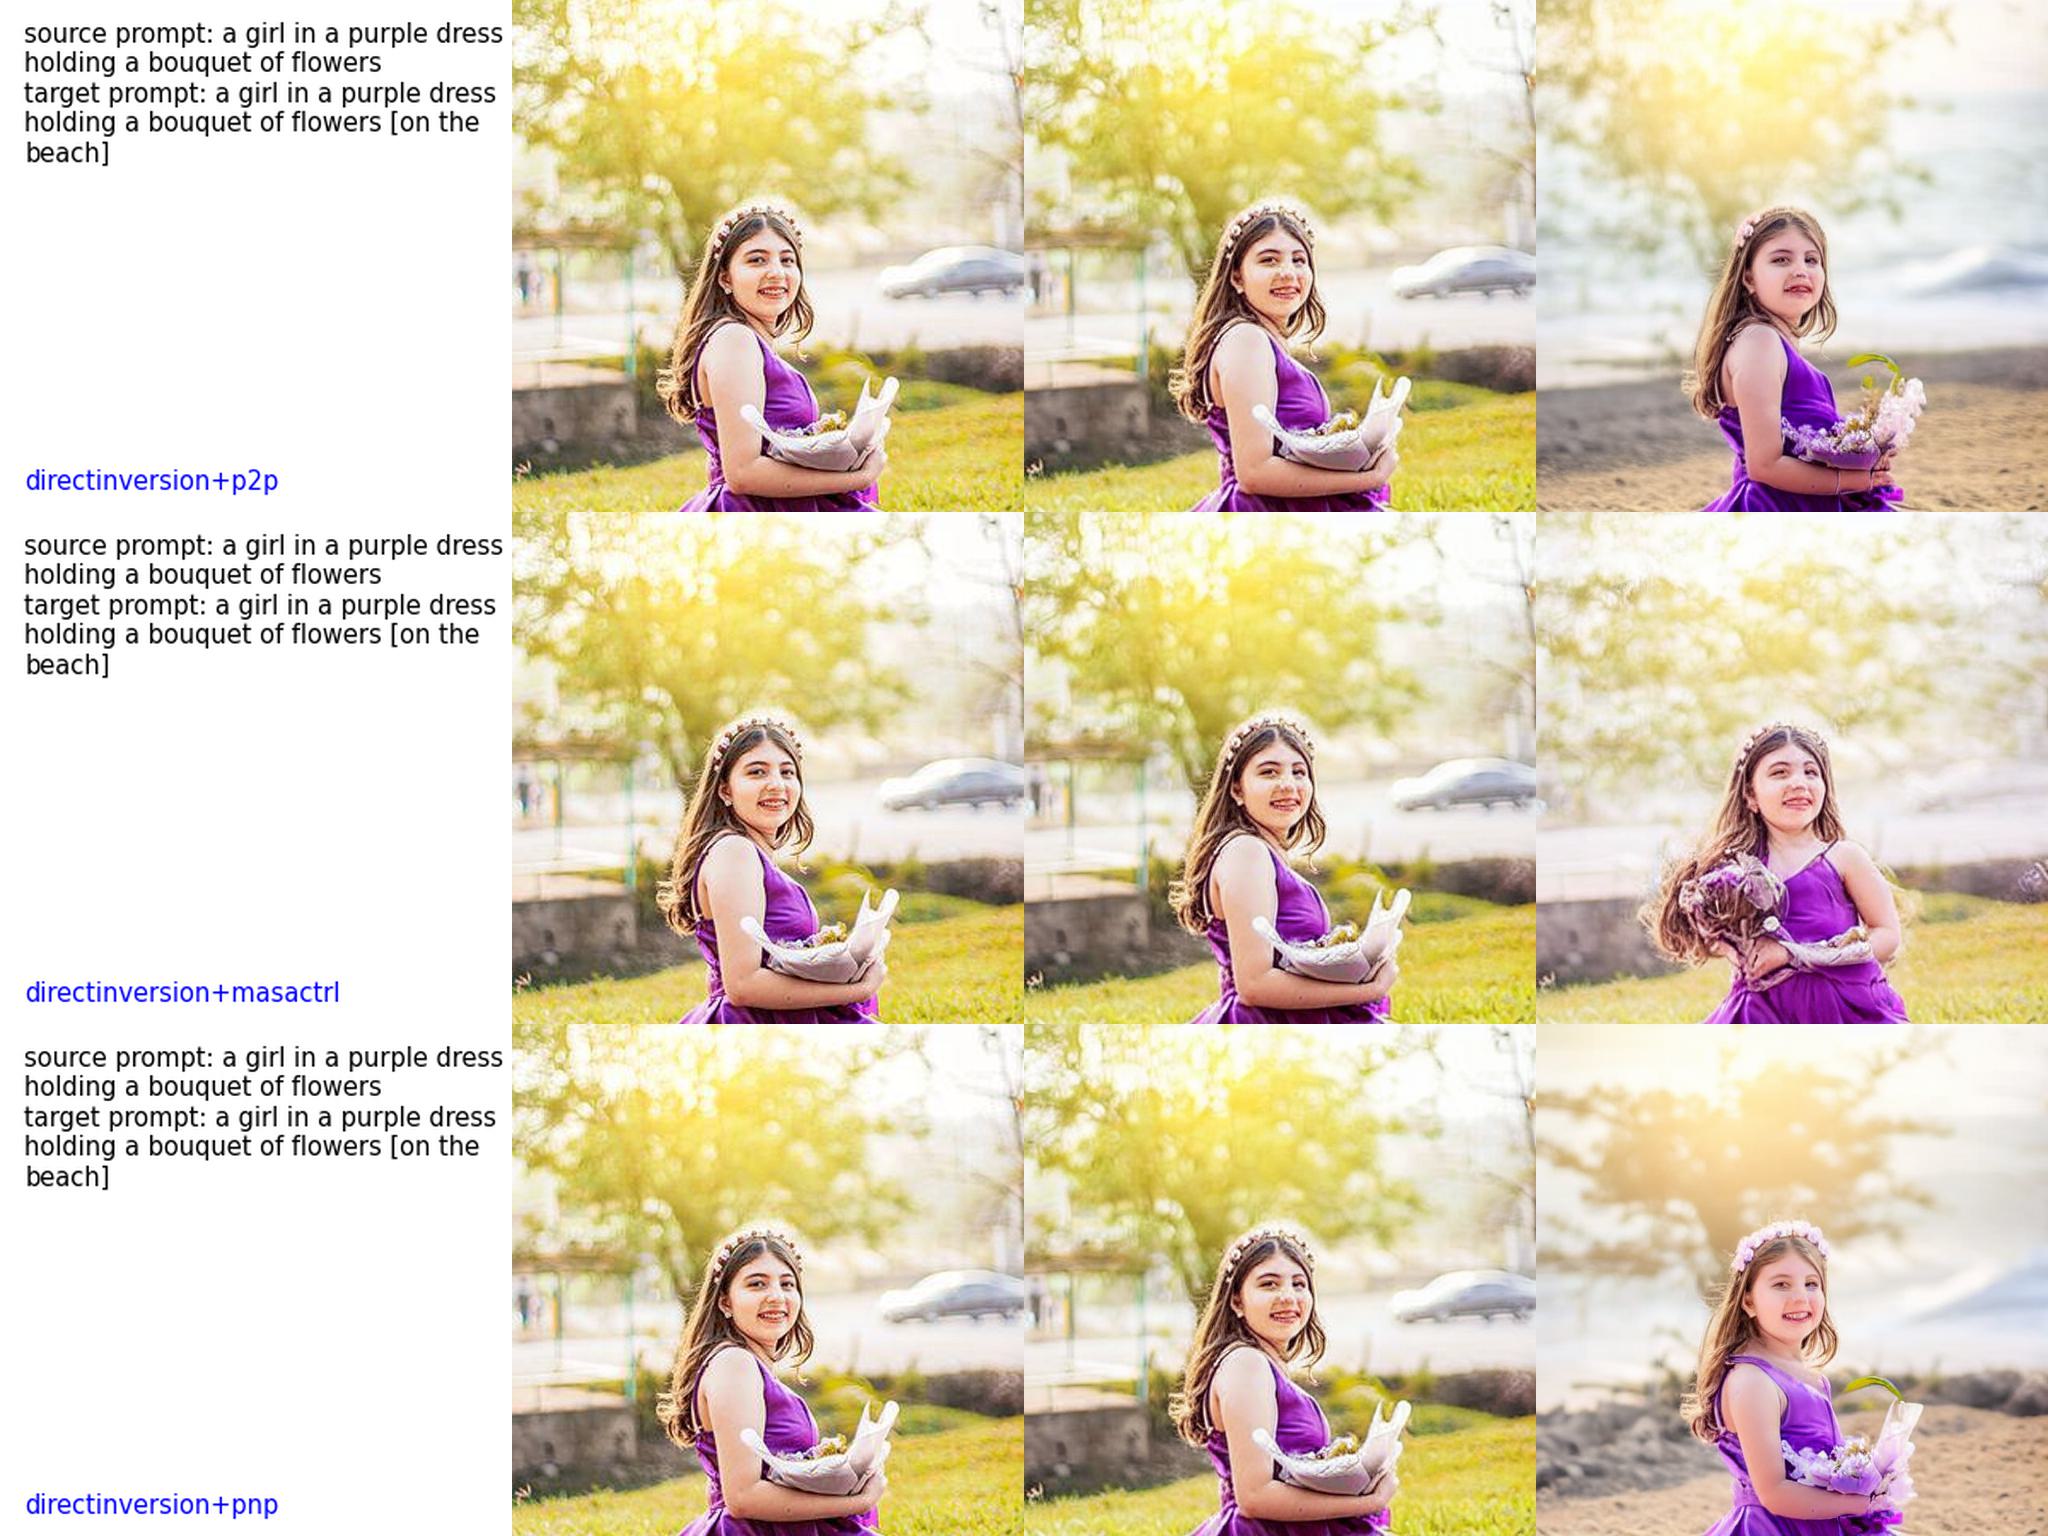 source prompt: a girl in a purple dress
holding a bouquet of flowers
target prompt: a girl in a purple dress
holding a bouquet of flowers [on the
beach]
directinversion+p2p
source prompt: a girl in a purple dress
holding a bouquet of flowers
target prompt: a girl in a purple dress
holding a bouquet of flowers [on the
beach]
directinversion+masactrl
source prompt: a girl in a purple dress
holding a bouquet of flowers
target prompt: a girl in a purple dress
holding a bouquet of flowers [on the
beach]
directinversion+pnp